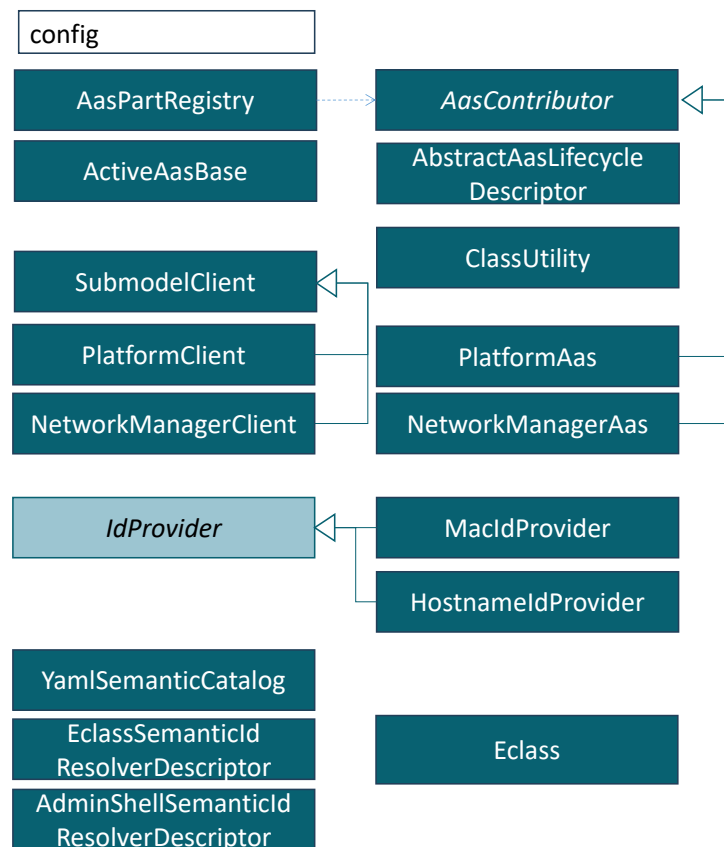 config
AasPartRegistry
AasContributor
ActiveAasBase
AbstractAasLifecycle
Descriptor
ClassUtility
SubmodelClient
PlatformClient
PlatformAas
NetworkManagerClient
NetworkManagerAas
IdProvider
MacIdProvider
HostnameIdProvider
YamlSemanticCatalog
EclassSemanticId
ResolverDescriptor
Eclass
AdminShellSemanticId
ResolverDescriptor